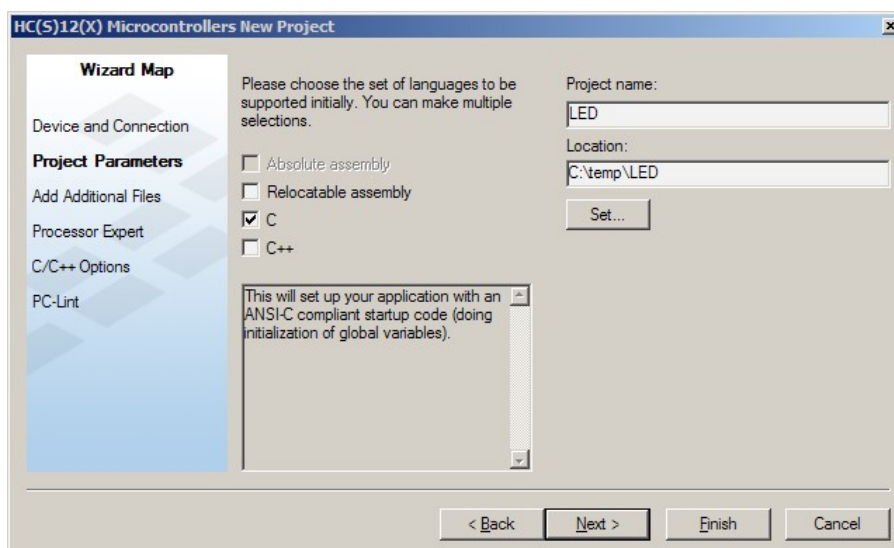 HC(S)12(X) Microcontrollers New Project
Wizard Map
Device and Connection
Project Parameters
Add Additional Files
Processor Expert
C/C++ Options
PC-Lint
Please choose the set of languages to be
supported initially. You can make multiple
selections.
Absolute assembly
Relocatable assembly
C
C++
This will set up your application with an
ANSI-C compliant startup code (doing
initialization of global variables).
Project name:
LED
Location:
C:\temp\LED
Set...
< Back
Next >
Finish
Cancel